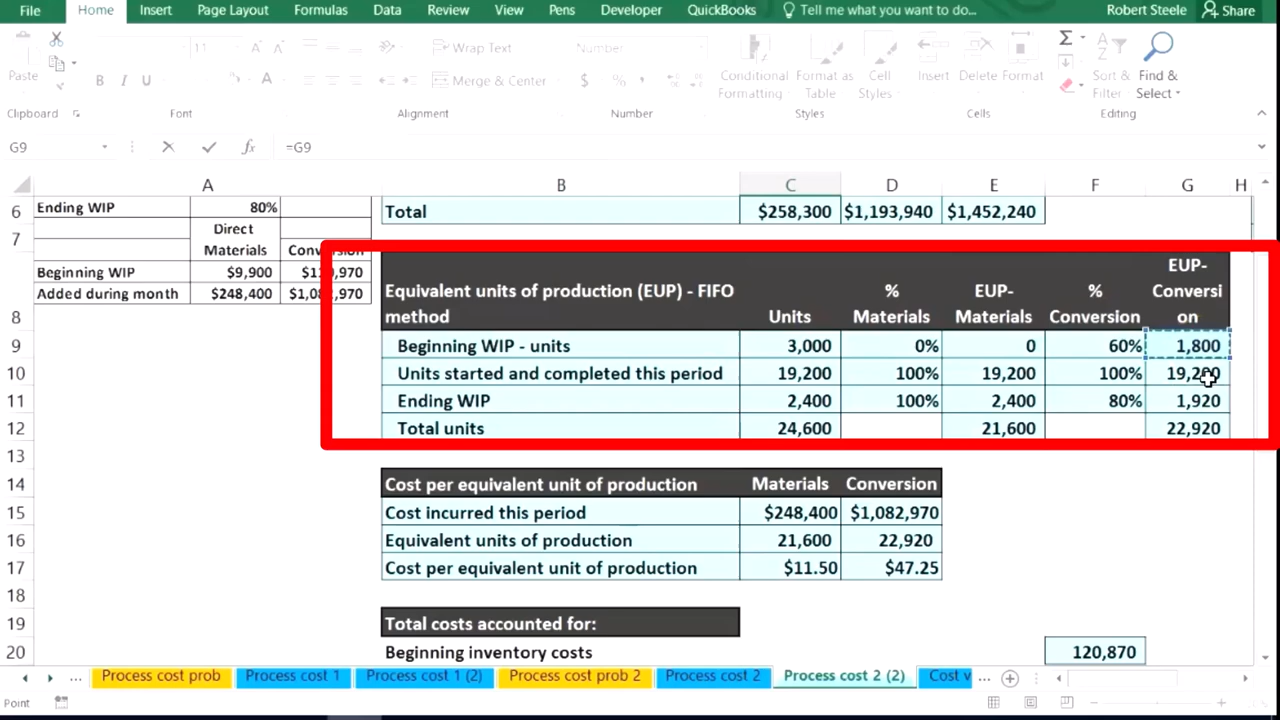 File Home Insert Page Layout Formulas Data Review View Pens Developer QuickBooks Tell me what you want to do... Robert Steele Share
11 A A Wrap Text Number
Paste B I U A Merge & Center $ % Conditional Formatting Format as Table Cell Styles Insert Delete Format Sort & Filter Find & Select
Clipboard Font Alignment Number Styles Cells Editing
G9 fx =G9
A B C D E F G H
6 Ending WIP 80% Total $258,300 $1,193,940 $1,452,240
7 Direct Materials
Beginning WIP $9,900
Added during month $248,400
8 Equivalent units of production (EUP) - FIFO method Units % Materials EUP- Materials % Conversion EUP- Conversi on
9 Beginning WIP - units 3,000 0% 0 60% 1,800
10 Units started and completed this period 19,200 100% 19,200 100% 19,200
11 Ending WIP 2,400 100% 2,400 80% 1,920
12 Total units 24,600 21,600 22,920
13
14 Cost per equivalent unit of production Materials Conversion
15 Cost incurred this period $248,400 $1,082,970
16 Equivalent units of production 21,600 22,920
17 Cost per equivalent unit of production $11.50 $47.25
18
19 Total costs accounted for:
20 Beginning inventory costs 120,870
... Process cost prob Process cost 1 Process cost 1 (2) Process cost prob 2 Process cost 2 Process cost 2 (2) Cost v ...
Point